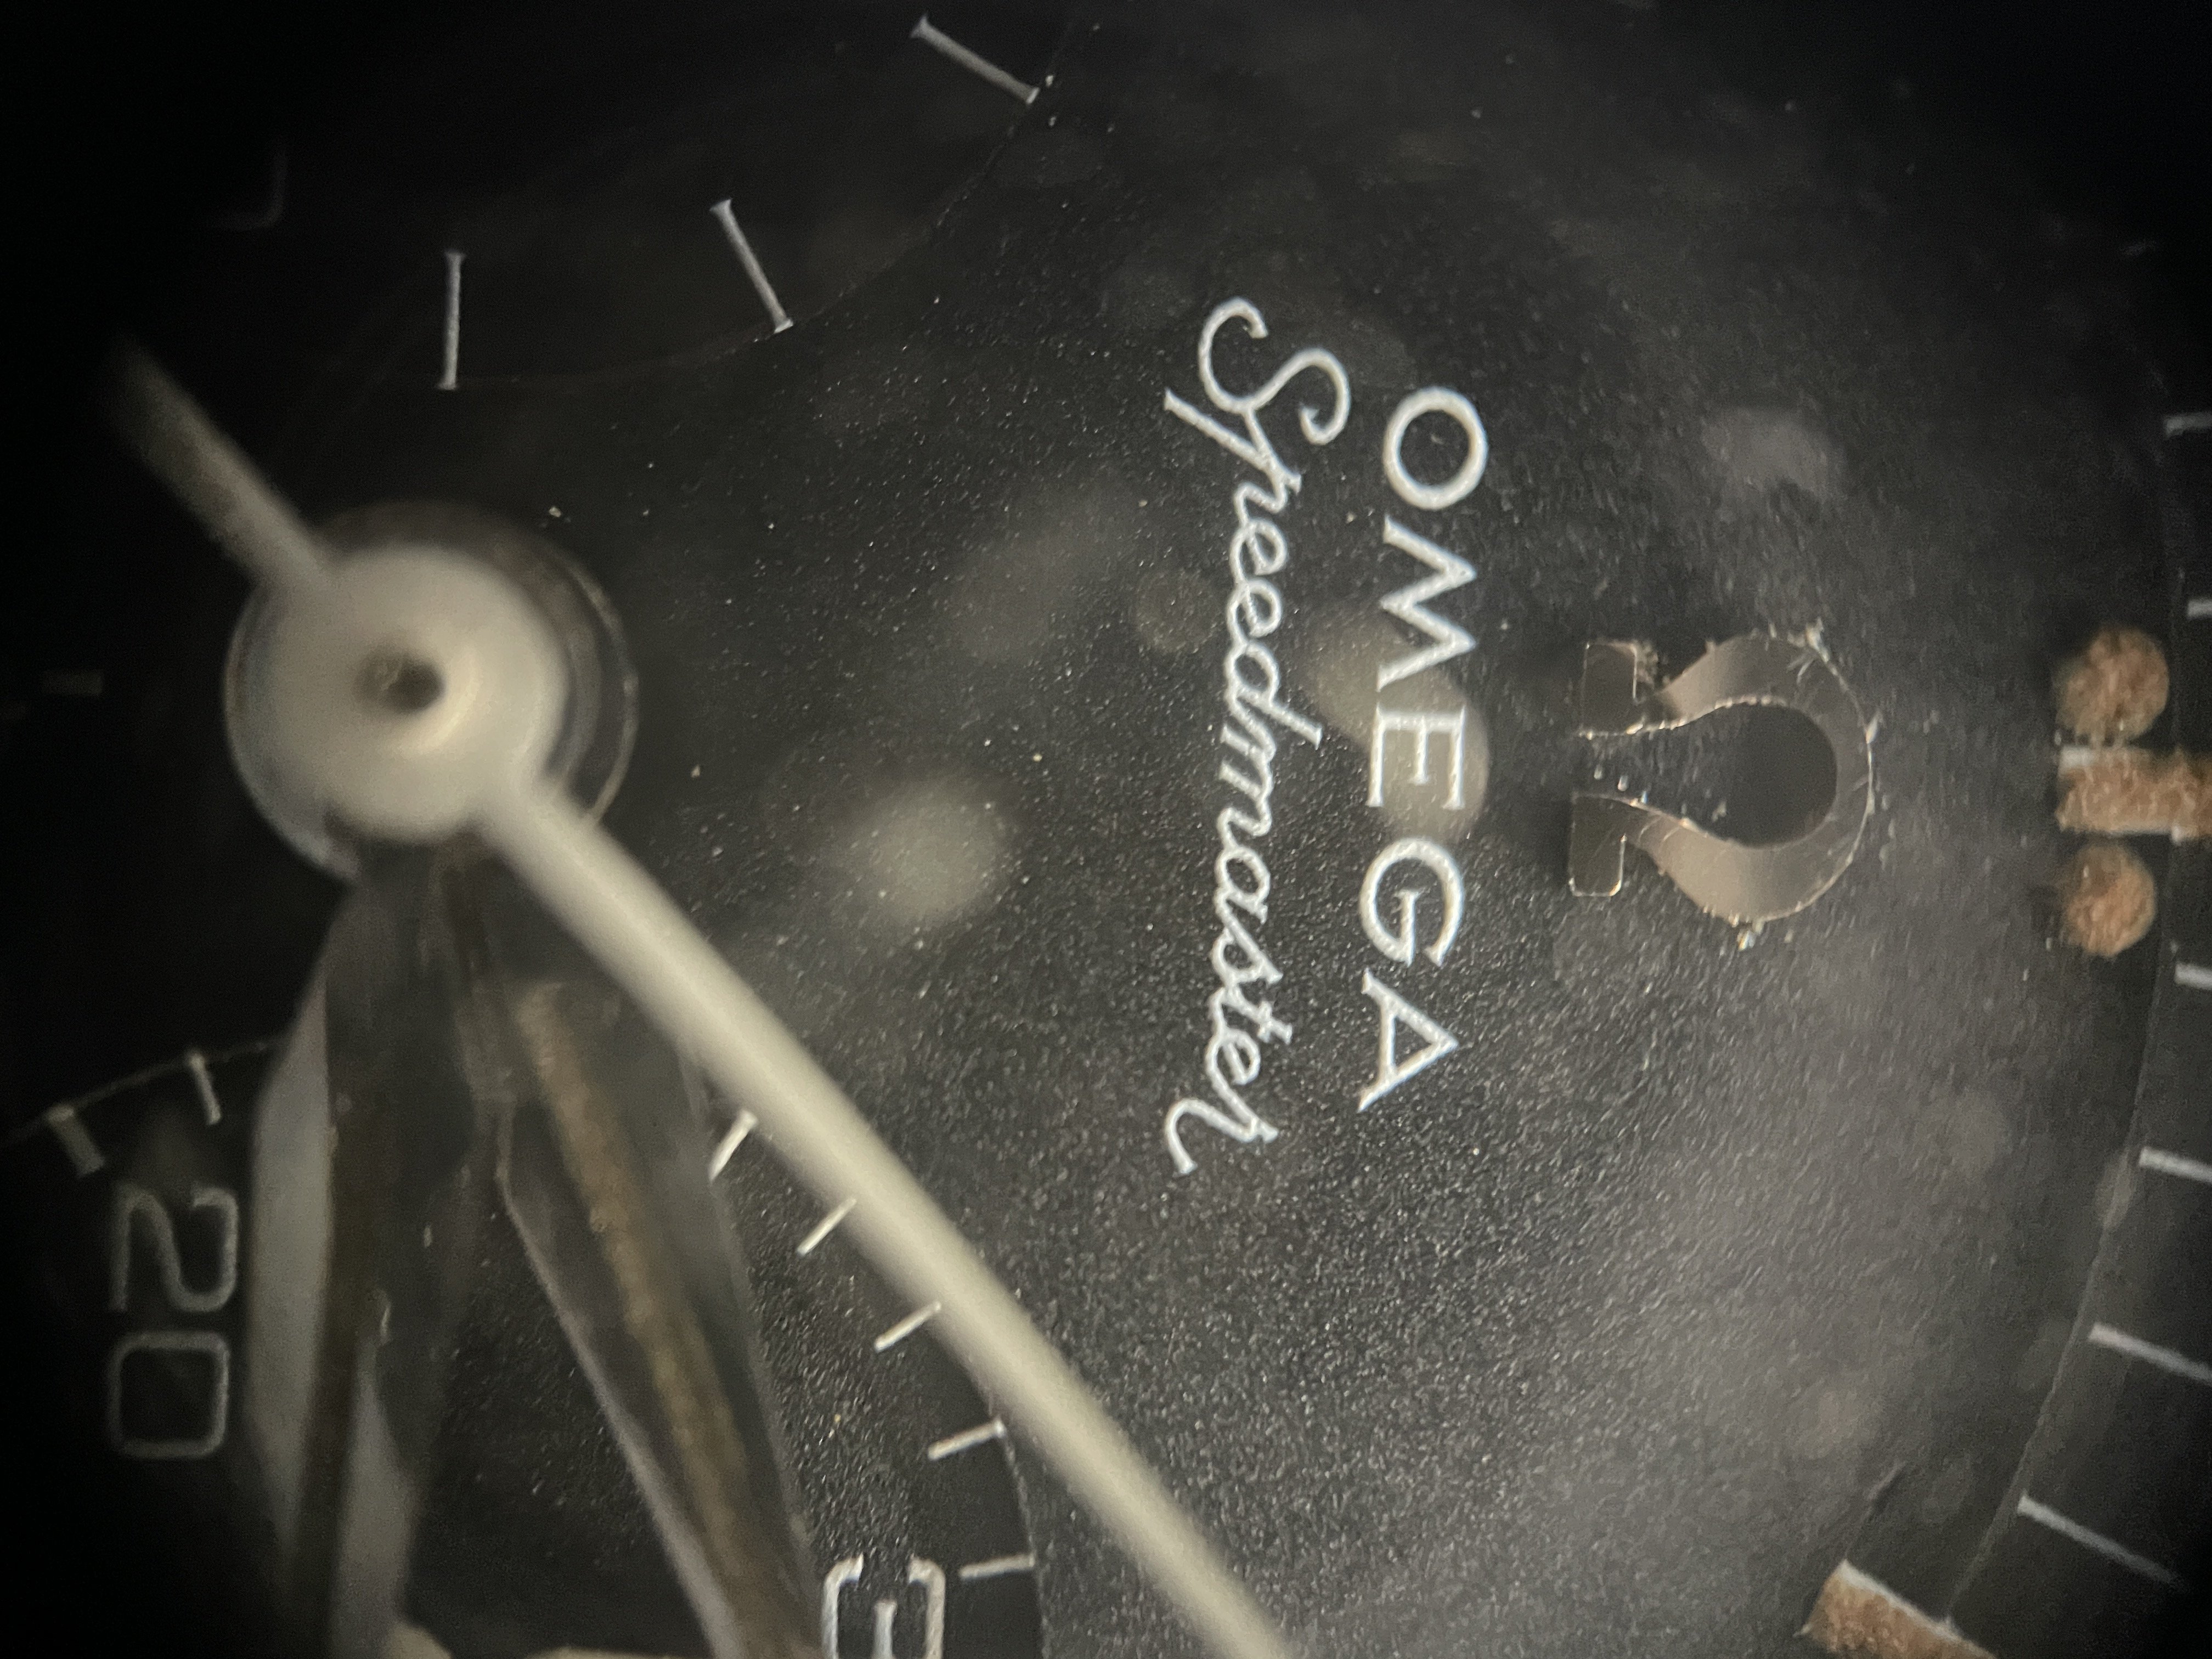 Ω
OMEGA
Speedmaster
20